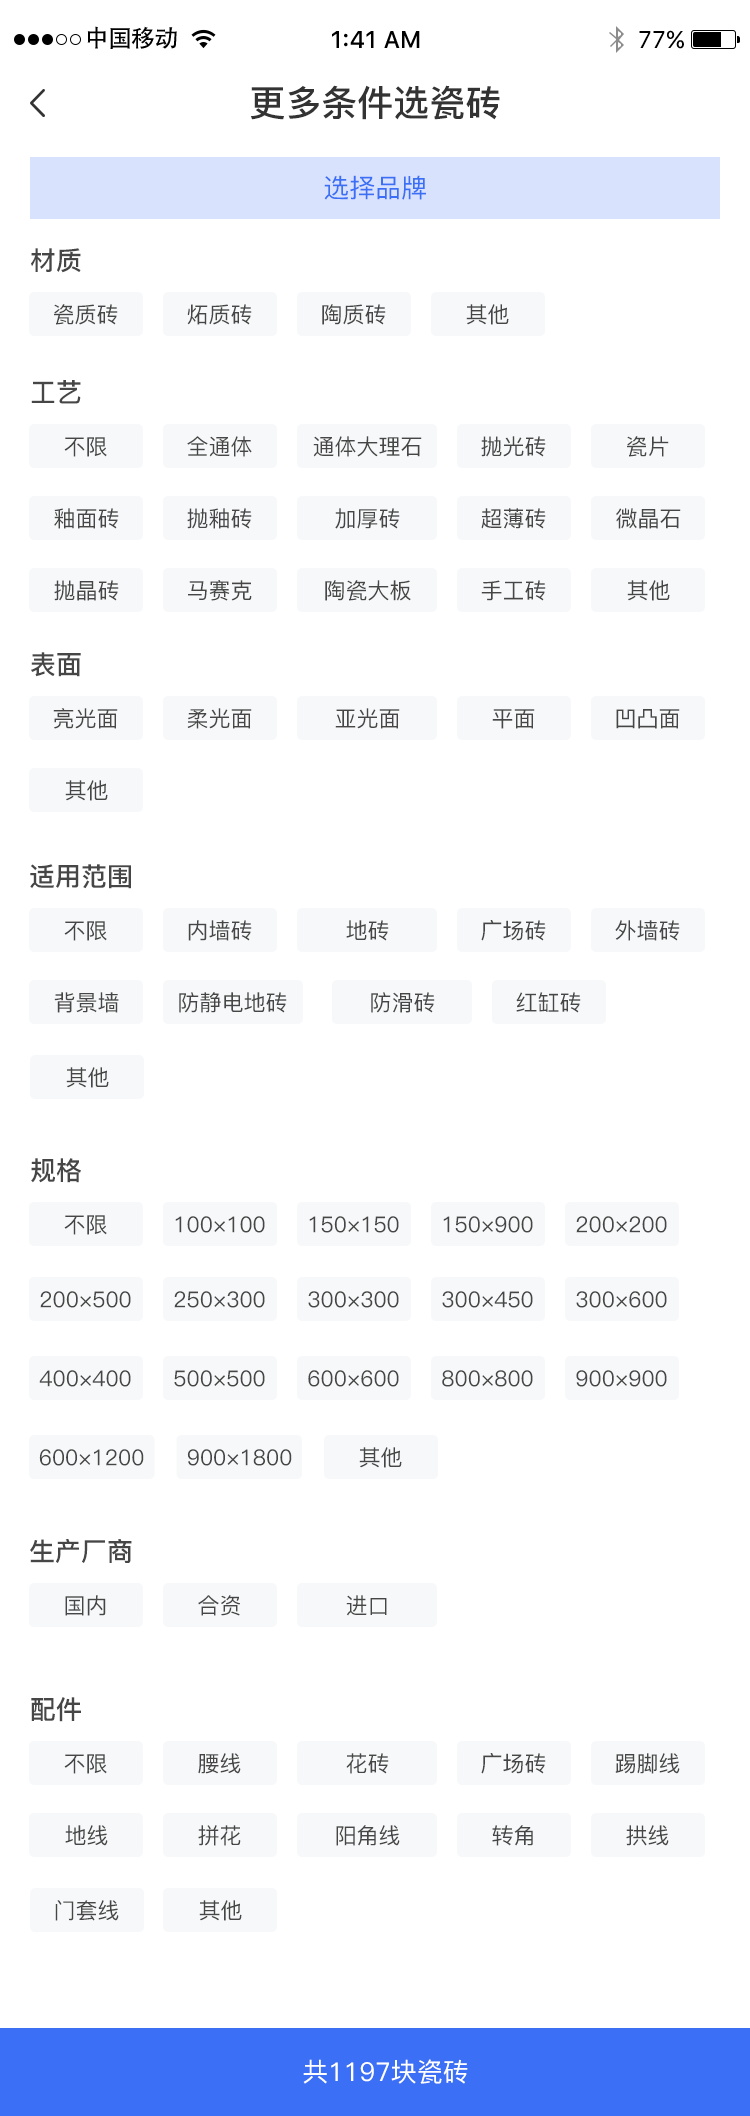 中国移动 1:41 AM 77%
更多条件选瓷砖
选择品牌
材质
瓷质砖 炻质砖 陶质砖 其他
工艺
不限 全通体 通体大理石 抛光砖 瓷片
釉面砖 抛釉砖 加厚砖 超薄砖 微晶石
抛晶砖 马赛克 陶瓷大板 手工砖 其他
表面
亮光面 柔光面 亚光面 平面 凹凸面
其他
适用范围
不限 内墙砖 地砖 广场砖 外墙砖
背景墙 防静电地砖 防滑砖 红缸砖
其他
规格
不限 100×100 150×150 150×900 200×200
200×500 250×300 300×300 300×450 300×600
400×400 500×500 600×600 800×800 900×900
600×1200 900×1800 其他
生产厂商
国内 合资 进口
配件
不限 腰线 花砖 广场砖 踢脚线
地线 拼花 阳角线 转角 拱线
门套线 其他
共1197块瓷砖